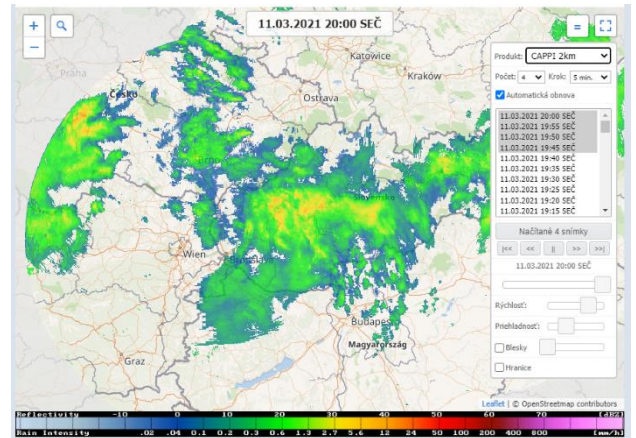 +
−
11.03.2021 20:00 SEČ
=
Katowice
Kraków
Praha
Česko
Ostrava
Slovensko
Wien
Bratislava
Budapest
Magyarország
Graz
Produkt: CAPPI 2km
Počet: 4 Krok: 5 min.
Automatická obnova
11.03.2021 20:00 SEČ
11.03.2021 19:55 SEČ
11.03.2021 19:50 SEČ
11.03.2021 19:45 SEČ
11.03.2021 19:40 SEČ
11.03.2021 19:35 SEČ
11.03.2021 19:30 SEČ
11.03.2021 19:25 SEČ
11.03.2021 19:20 SEČ
11.03.2021 19:15 SEČ
Načítané 4 snímky
|<< << || >> >>|
11.03.2021 20:00 SEČ
Rýchlosť:
Priehľadnosť:
Blesky
Hranice
Leaflet | © OpenStreetmap contributors
Reflectivity -10 0 10 20 30 40 50 60 70 [dBZ]
Rain Intensity .02 .04 0.1 0.2 0.3 0.6 1.3 2.7 5.6 12 24 50 100 200 400 800 [mm/h]